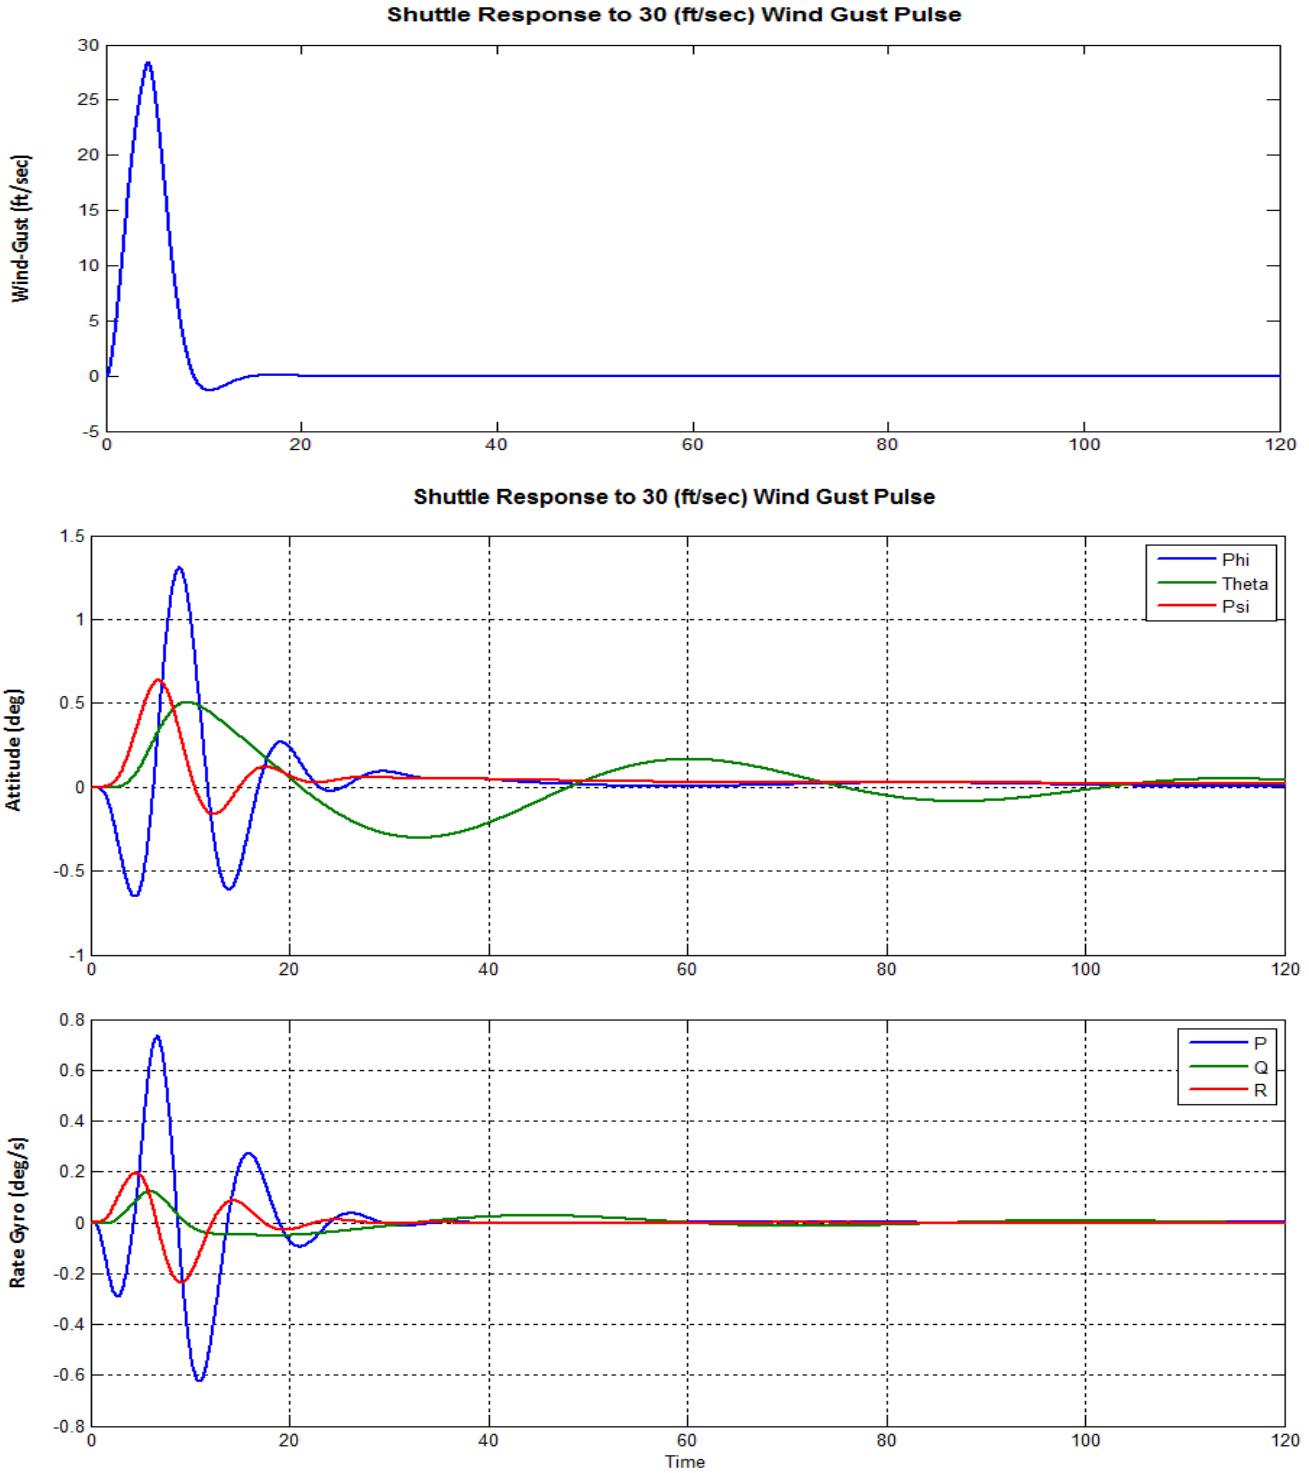 Shuttle Response to 30 (ft/sec) Wind Gust Pulse
30
25
20
15
10
5
0
-5
Wind-Gust (ft/sec)
0 20 40 60 80 100 120
Shuttle Response to 30 (ft/sec) Wind Gust Pulse
1.5
1
0.5
0
-0.5
-1
Attitude (deg)
Phi
Theta
Psi
0 20 40 60 80 100 120
0.8
0.6
0.4
0.2
0
-0.2
-0.4
-0.6
-0.8
Rate Gyro (deg/s)
P
Q
R
0 20 40 60 80 100 120
Time